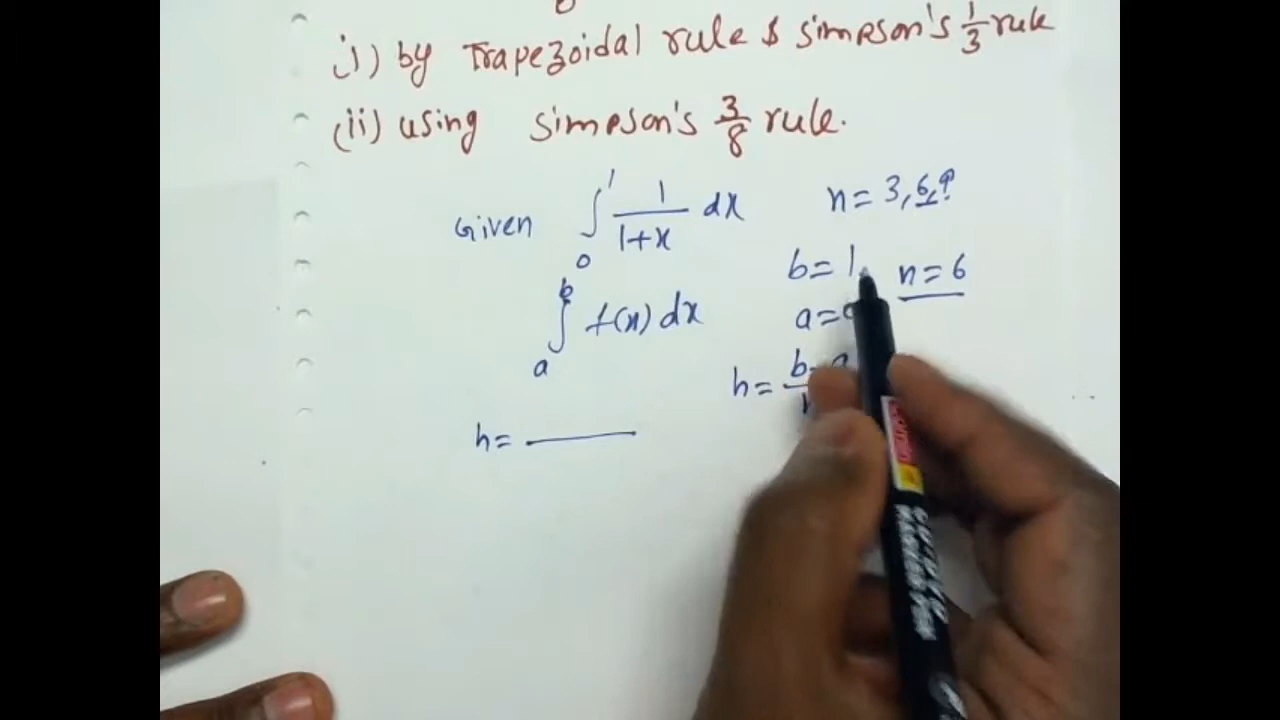 i) by Trapezoidal rule & simpson's 1/3 rule
(ii) using simpson's 3/8 rule.
Given ∫₀¹ 1/(1+x) dx n = 3, 6, 9
b = 1 n = 6
∫ₐᵇ f(x) dx a =
h = b - a
h =